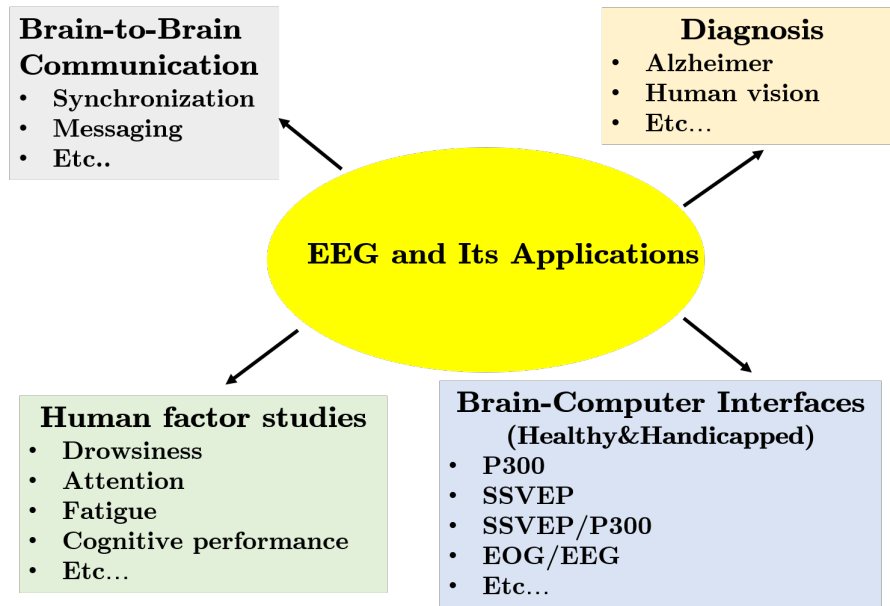 Brain-to-Brain
Communication
• Synchronization
• Messaging
• Etc..
Diagnosis
• Alzheimer
• Human vision
• Etc...
EEG and Its Applications
Human factor studies
• Drowsiness
• Attention
• Fatigue
• Cognitive performance
• Etc...
Brain-Computer Interfaces
(Healthy&Handicapped)
• P300
• SSVEP
• SSVEP/P300
• EOG/EEG
• Etc...